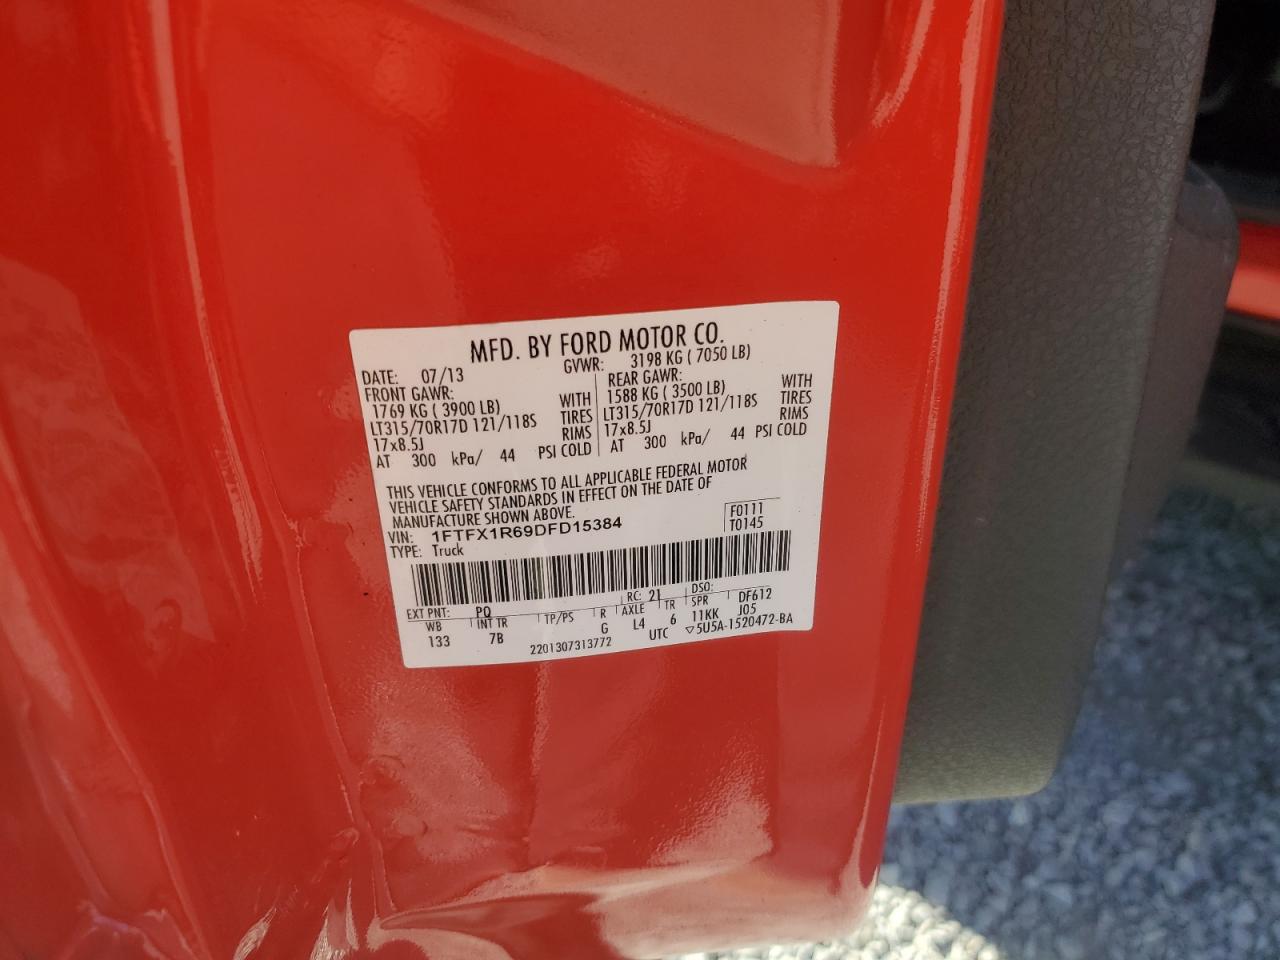 MFD. BY FORD MOTOR CO.
DATE: 07/13 GVWR: 3198 KG ( 7050 LB)
FRONT GAWR: REAR GAWR:
1769 KG ( 3900 LB) WITH 1588 KG ( 3500 LB) WITH
LT315/70R17D 121/118S TIRES LT315/70R17D 121/118S TIRES
17x8.5J RIMS 17x8.5J RIMS
AT 300 kPa/ 44 PSI COLD AT 300 kPa/ 44 PSI COLD
THIS VEHICLE CONFORMS TO ALL APPLICABLE FEDERAL MOTOR
VEHICLE SAFETY STANDARDS IN EFFECT ON THE DATE OF
MANUFACTURE SHOWN ABOVE.
VIN: 1FTFX1R69DFD15384 F0111
TYPE: Truck T0145
EXT PNT: PQ RC: 21 DSO:
WB INT TR TP/PS R AXLE TR SPR DF612
133 7B G L4 6 11KK J05
2201307313772 UTC ▽5U5A-1520472-BA